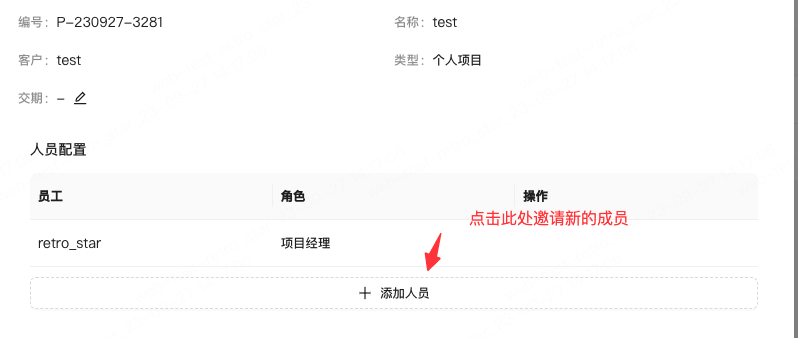 编号：P-230927-3281 名称：test
客户：test 类型：个人项目
交期：-
人员配置
员工 角色 操作
点击此处邀请新的成员
retro_star 项目经理
添加人员